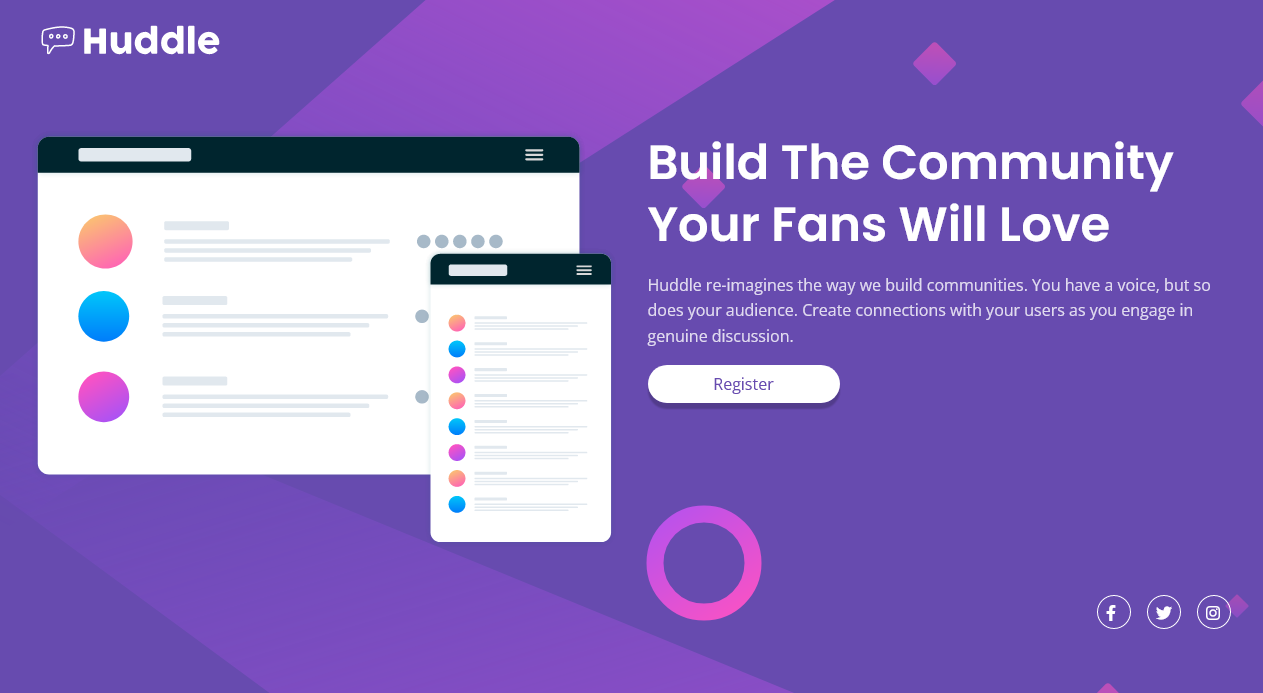 Huddle
Build The Community
Your Fans Will Love
Huddle re-imagines the way we build communities. You have a voice, but so
does your audience. Create connections with your users as you engage in
genuine discussion.
Register